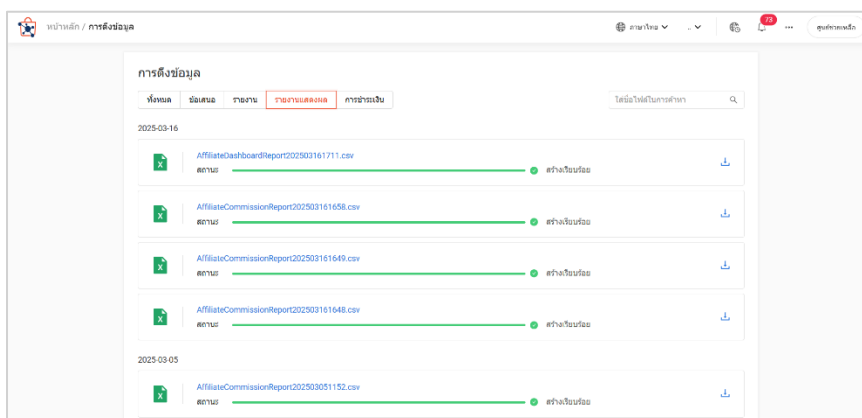 หน้าหลัก / การดึงข้อมูล
ภาษาไทย
73
ศูนย์ช่วยเหลือ
การดึงข้อมูล
ทั้งหมด ข้อเสนอ รายงาน รายงานแสดงผล การชำระเงิน
ใส่ชื่อไฟล์ในการค้นหา
2025-03-16
AffiliateDashboardReport202503161711.csv
สถานะ สร้างเรียบร้อย
AffiliateCommissionReport202503161658.csv
สถานะ สร้างเรียบร้อย
AffiliateCommissionReport202503161649.csv
สถานะ สร้างเรียบร้อย
AffiliateCommissionReport202503161648.csv
สถานะ สร้างเรียบร้อย
2025-03-05
AffiliateCommissionReport202503051152.csv
สถานะ สร้างเรียบร้อย